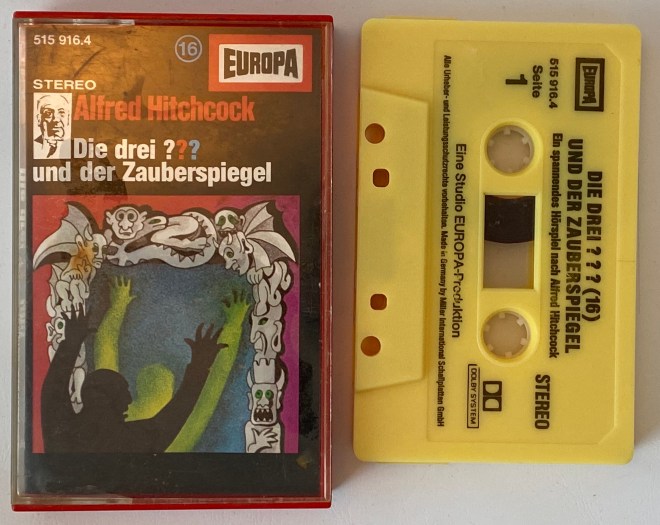 515 916.4
16
EUROPA
STEREO
Alfred Hitchcock
Die drei ???
und der Zauberspiegel
EUROPA
515 916.4
Seite
1
DIE DREI ? ? ? (16)
UND DER ZAUBERSPIEGEL
Ein spannendes Hörspiel nach Alfred Hitchcock
STEREO
DOLBY SYSTEM
Eine Studio EUROPA-Produktion
Alle Urheber- und Leistungsschutzrechte vorbehalten. Made in Germany by Miller International Schallplatten GmbH